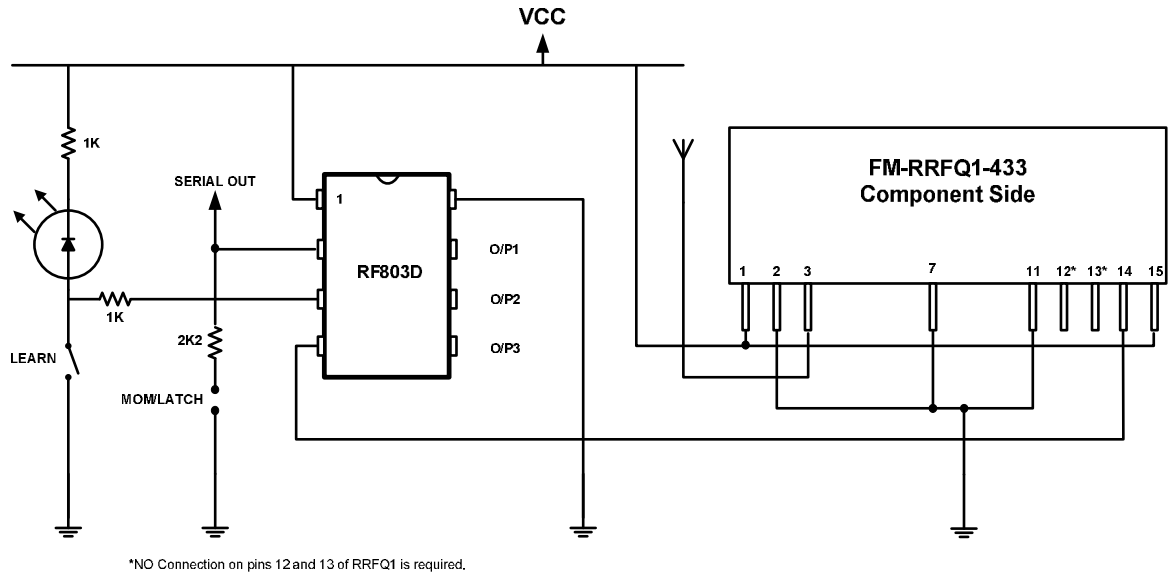 VCC
1K
SERIAL OUT
1
RF803D
O/P1
O/P2
O/P3
1K
2K2
LEARN
MOM/LATCH
FM-RRFQ1-433
Component Side
1 2 3 7 11 12* 13* 14 15
*NO Connection on pins 12 and 13 of RRFQ1 is required.